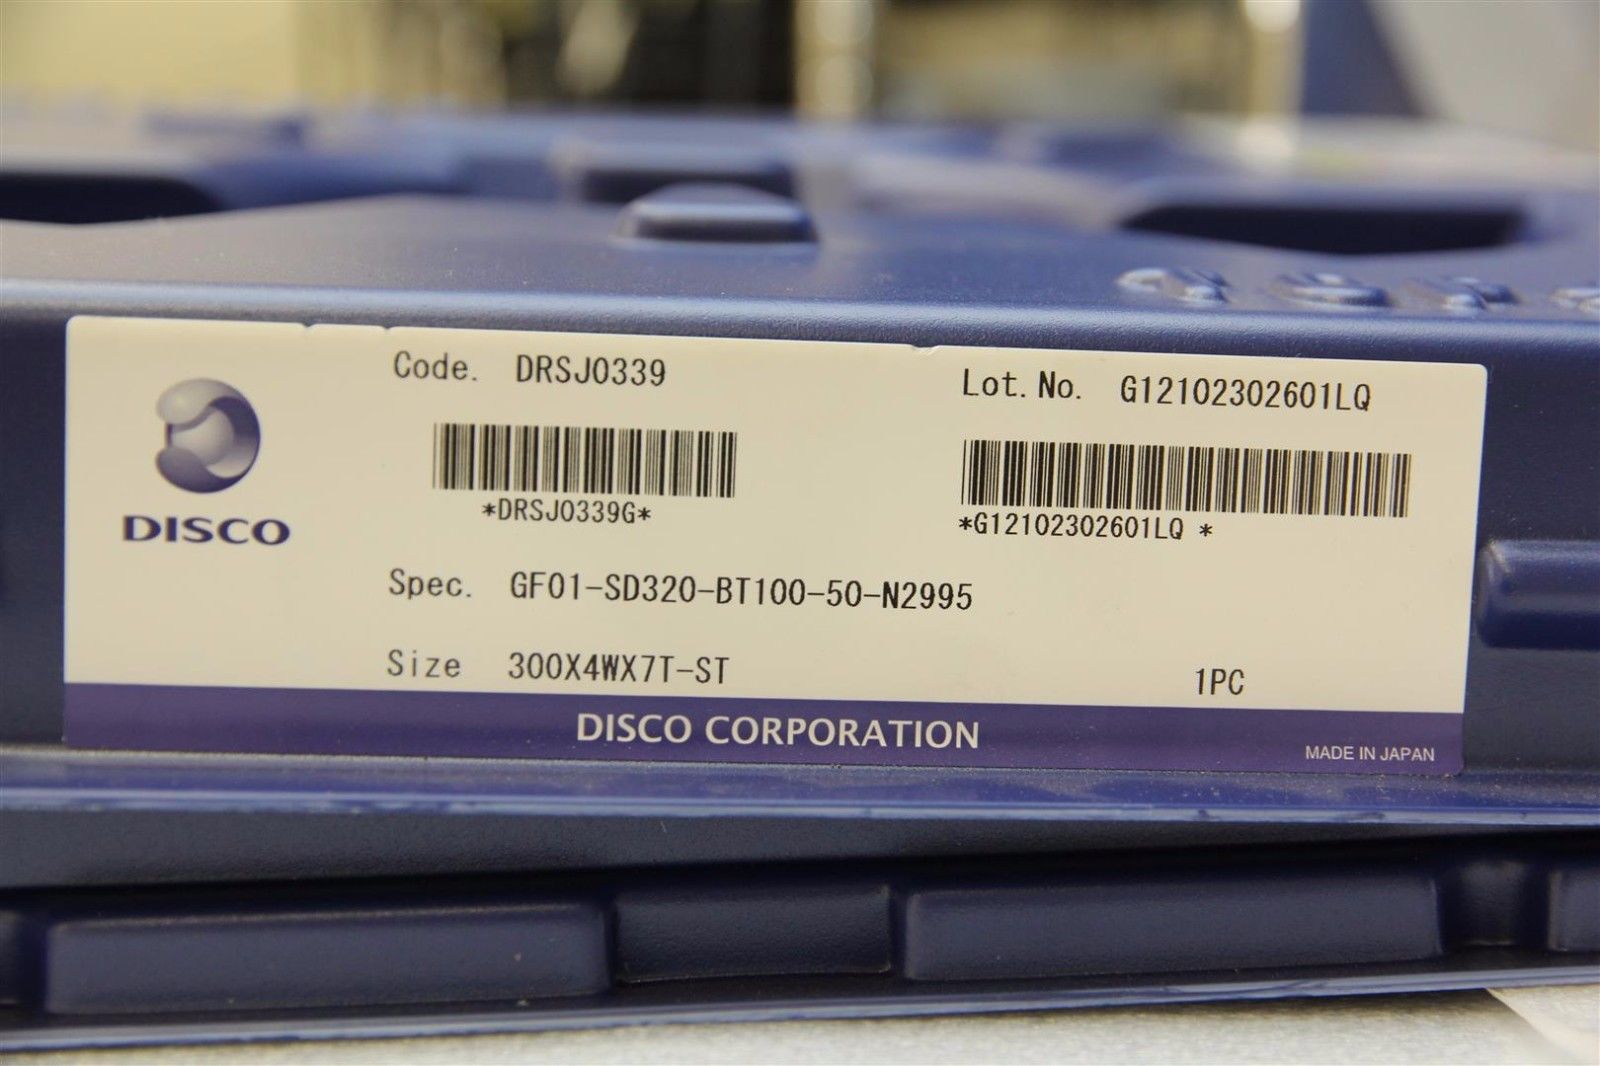 Code. DRSJ0339
Lot. No. G12102302601LQ
*DRSJ0339G*
*G12102302601LQ *
DISCO
Spec. GF01-SD320-BT100-50-N2995
Size 300X4WX7T-ST
1PC
DISCO CORPORATION
MADE IN JAPAN